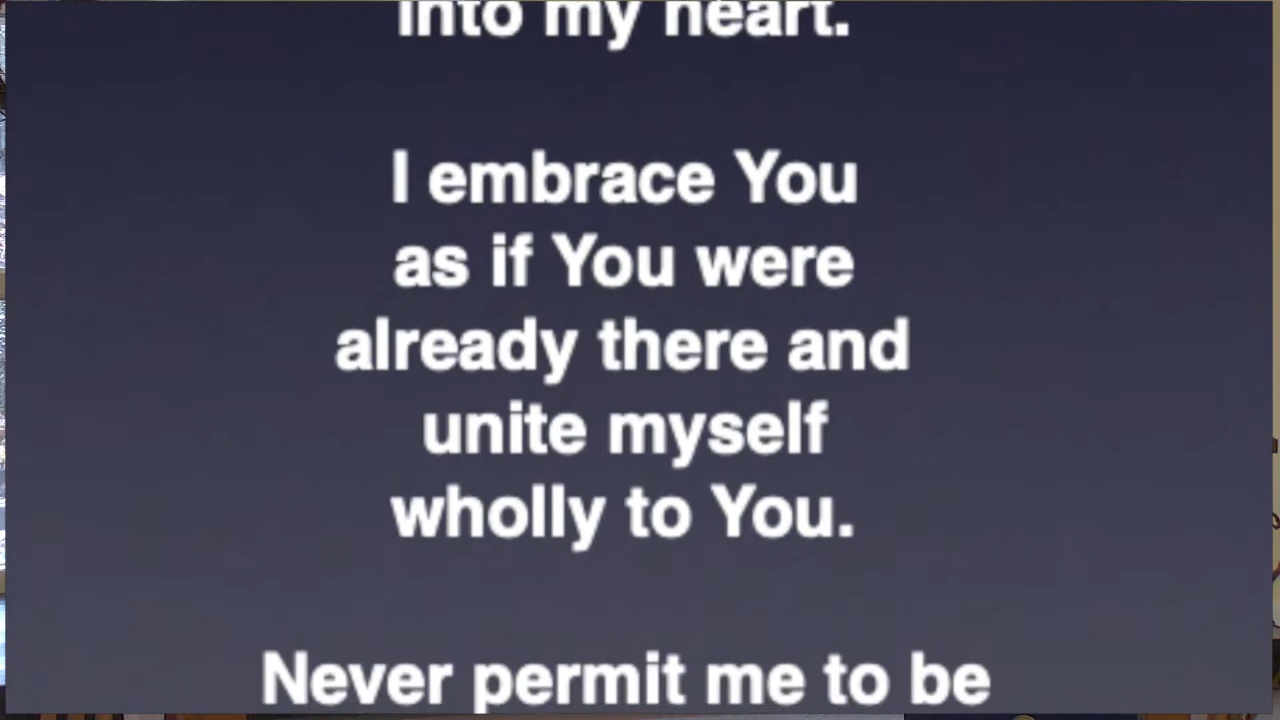 into my heart.
I embrace You
as if You were
already there and
unite myself
wholly to You.
Never permit me to be